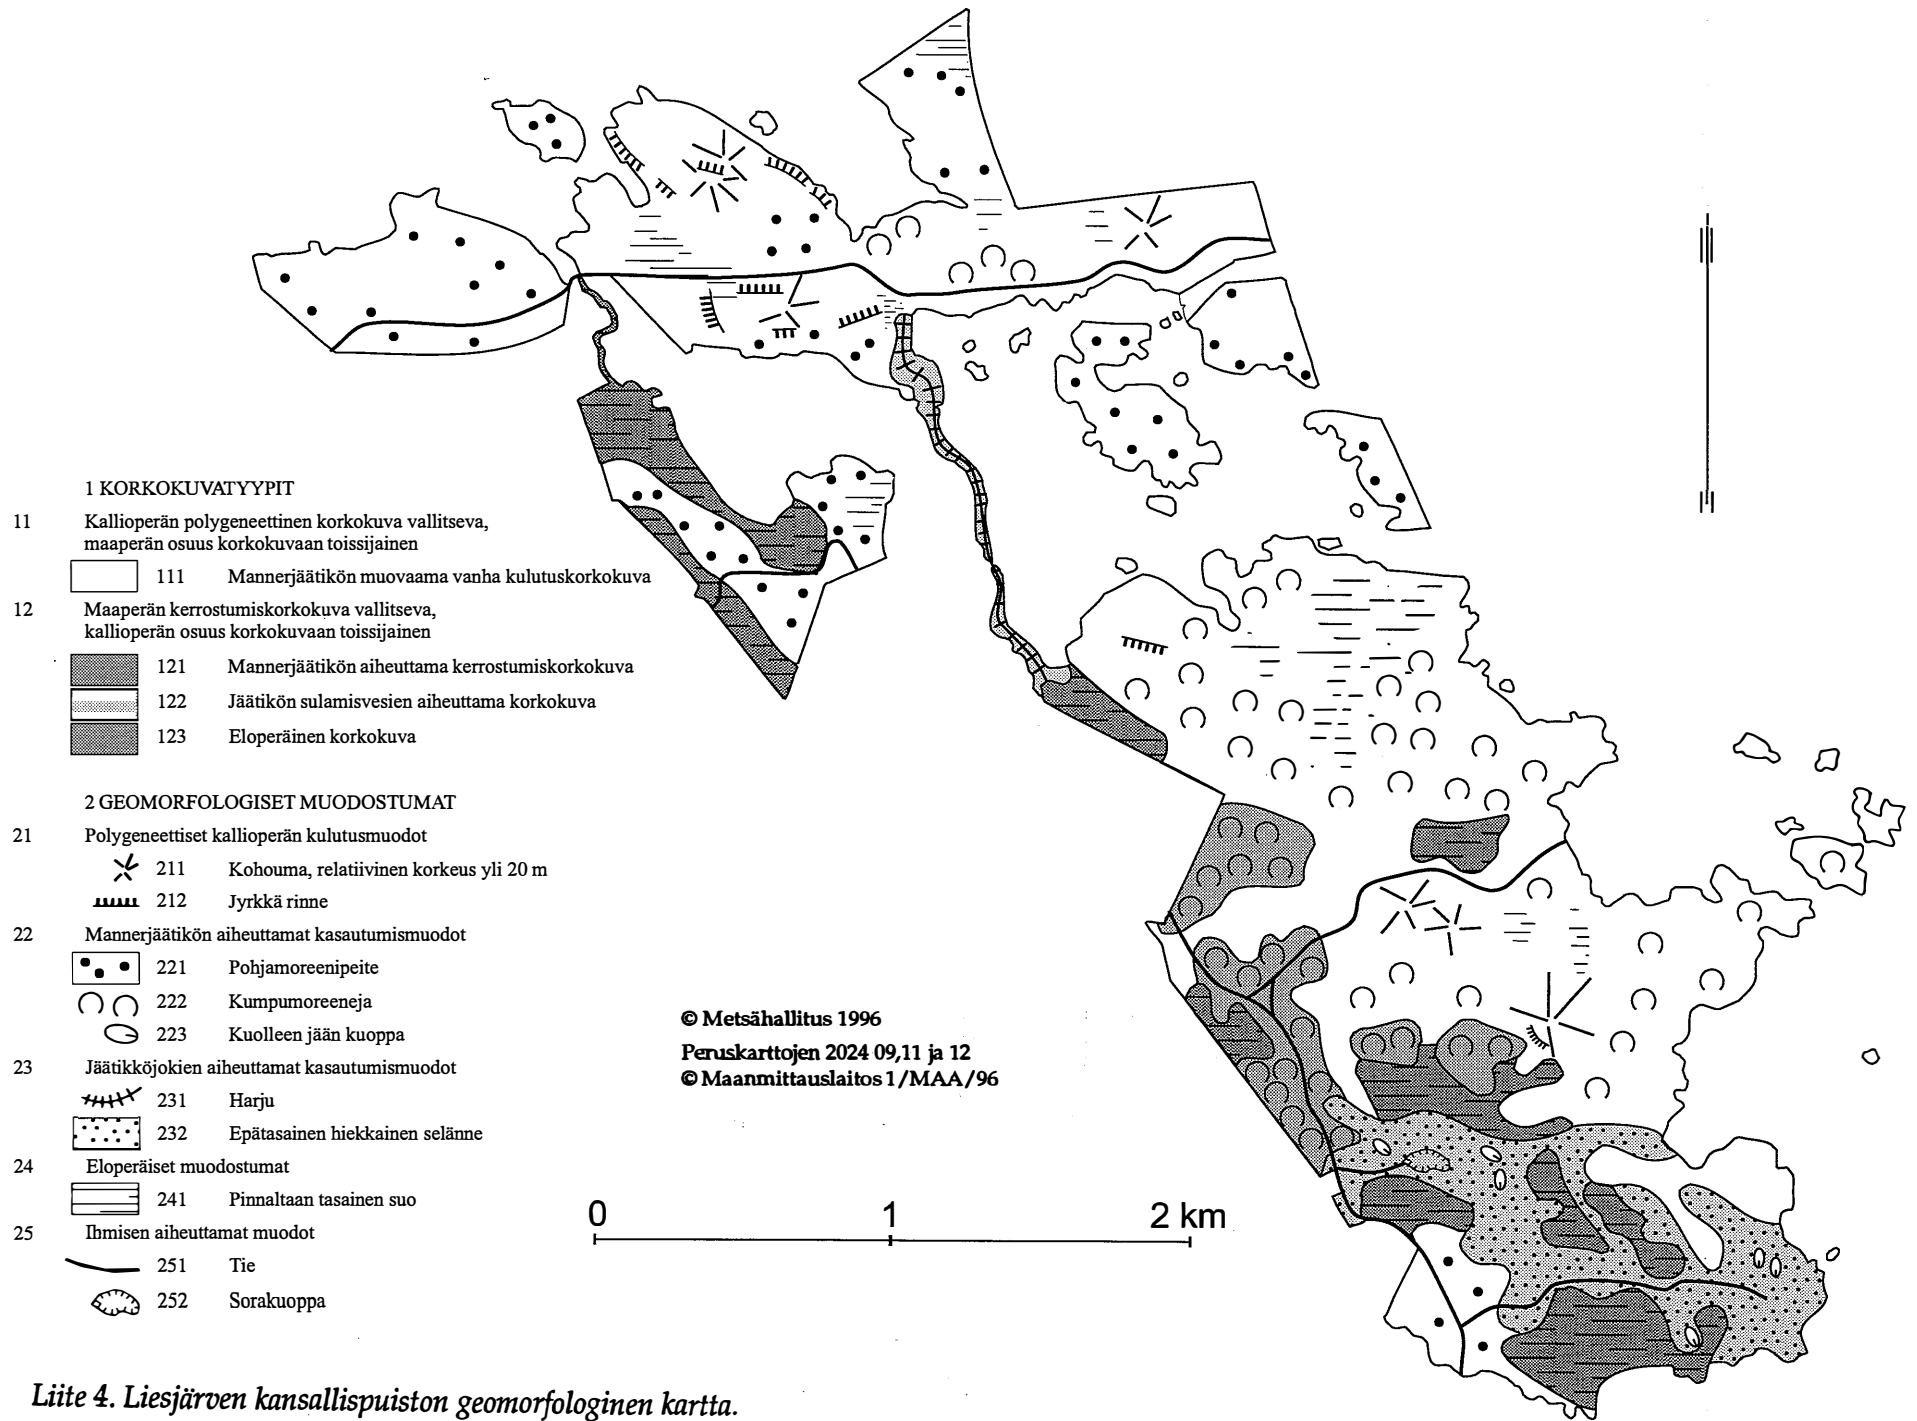 1 KORKOKUVATYYPIT
11 Kallioperän polygeneettinen korkokuva vallitseva,
maaperän osuus korkokuvaan toissijainen
111 Mannerjäätikön muovaama vanha kulutuskorkokuva
12 Maaperän kerrostumiskorkokuva vallitseva,
kallioperän osuus korkokuvaan toissijainen
121 Mannerjäätikön aiheuttama kerrostumiskorkokuva
122 Jäätikön sulamisvesien aiheuttama korkokuva
123 Eloperäinen korkokuva
2 GEOMORFOLOGISET MUODOSTUMAT
21 Polygeneettiset kallioperän kulutusmuodot
211 Kohouma, relatiivinen korkeus yli 20 m
212 Jyrkkä rinne
22 Mannerjäätikön aiheuttamat kasautumismuodot
221 Pohjamoreenipeite
222 Kumpumoreeneja
223 Kuolleen jään kuoppa
23 Jäätikköjokien aiheuttamat kasautumismuodot
231 Harju
232 Epätasainen hiekkainen selänne
24 Eloperäiset muodostumat
241 Pinnaltaan tasainen suo
25 Ihmisen aiheuttamat muodot
251 Tie
252 Sorakuoppa
© Metsähallitus 1996
Peruskarttojen 2024 09,11 ja 12
© Maanmittauslaitos 1/MAA/96
0 1 2 km
Liite 4. Liesjärven kansallispuiston geomorfologinen kartta.